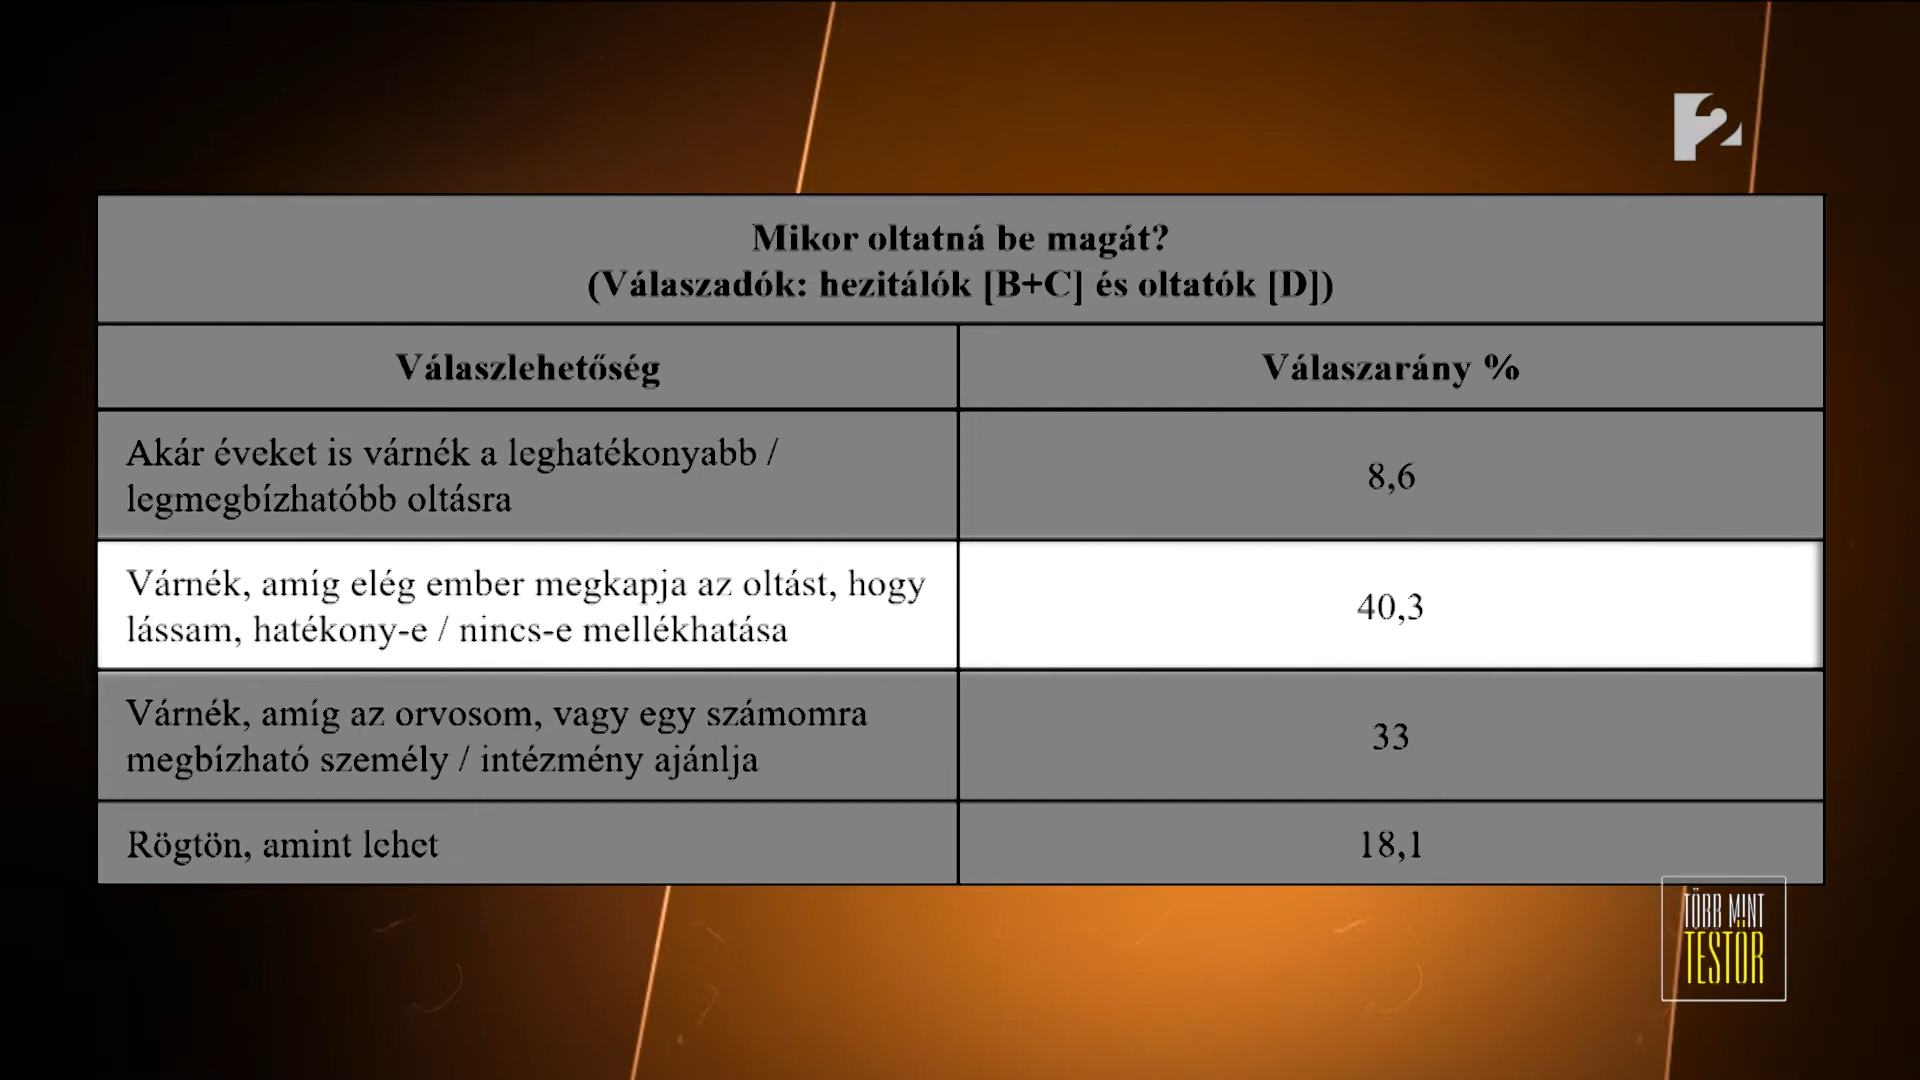 2
Mikor oltatná be magát?
(Válaszadók: hezitálók [B+C] és oltatók [D])
Válaszlehetőség
Válaszarány %
Akár éveket is várnék a leghatékonyabb /
legmegbízhatóbb oltásra
8,6
Várnék, amíg elég ember megkapja az oltást, hogy
lássam, hatékony-e / nincs-e mellékhatása
40,3
Várnék, amíg az orvosom, vagy egy számomra
megbízható személy / intézmény ajánlja
33
Rögtön, amint lehet
18,1
TÖBB MINT
TESTŐR